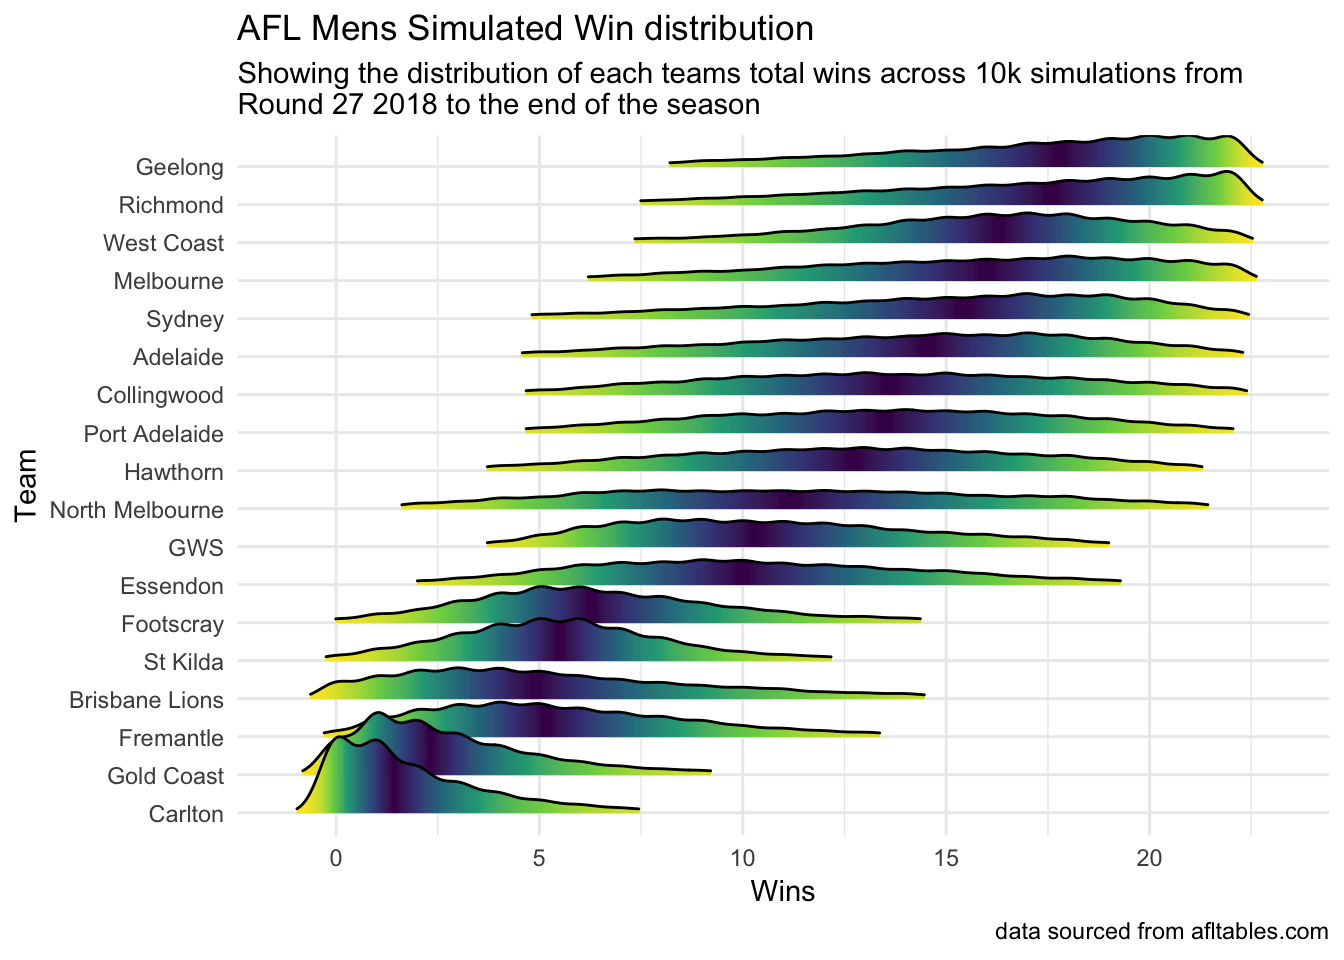 AFL Mens Simulated Win distribution
Showing the distribution of each teams total wins across 10k simulations from
Round 27 2018 to the end of the season
Team
Geelong
Richmond
West Coast
Melbourne
Sydney
Adelaide
Collingwood
Port Adelaide
Hawthorn
North Melbourne
GWS
Essendon
Footscray
St Kilda
Brisbane Lions
Fremantle
Gold Coast
Carlton
0 5 10 15 20
Wins
data sourced from afltables.com